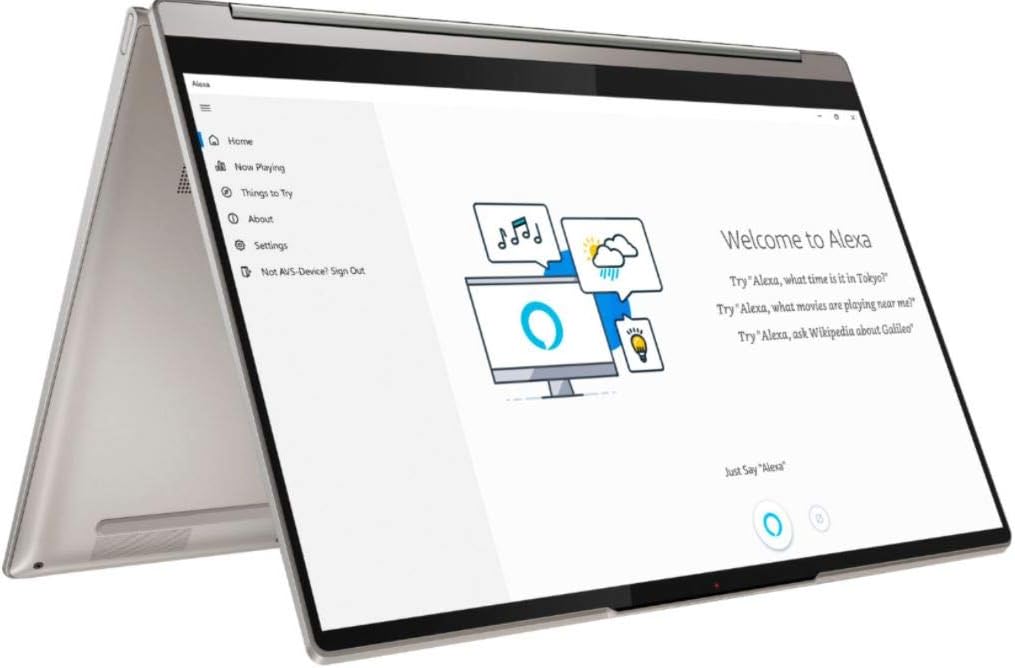 Alexa
Home
Now Playing
Things to Try
About
Settings
Not AVS-Device? Sign Out
Welcome to Alexa
Try "Alexa, what time is it in Tokyo?"
Try "Alexa, what movies are playing near me?"
Try "Alexa, ask Wikipedia about Galileo"
Just Say "Alexa"